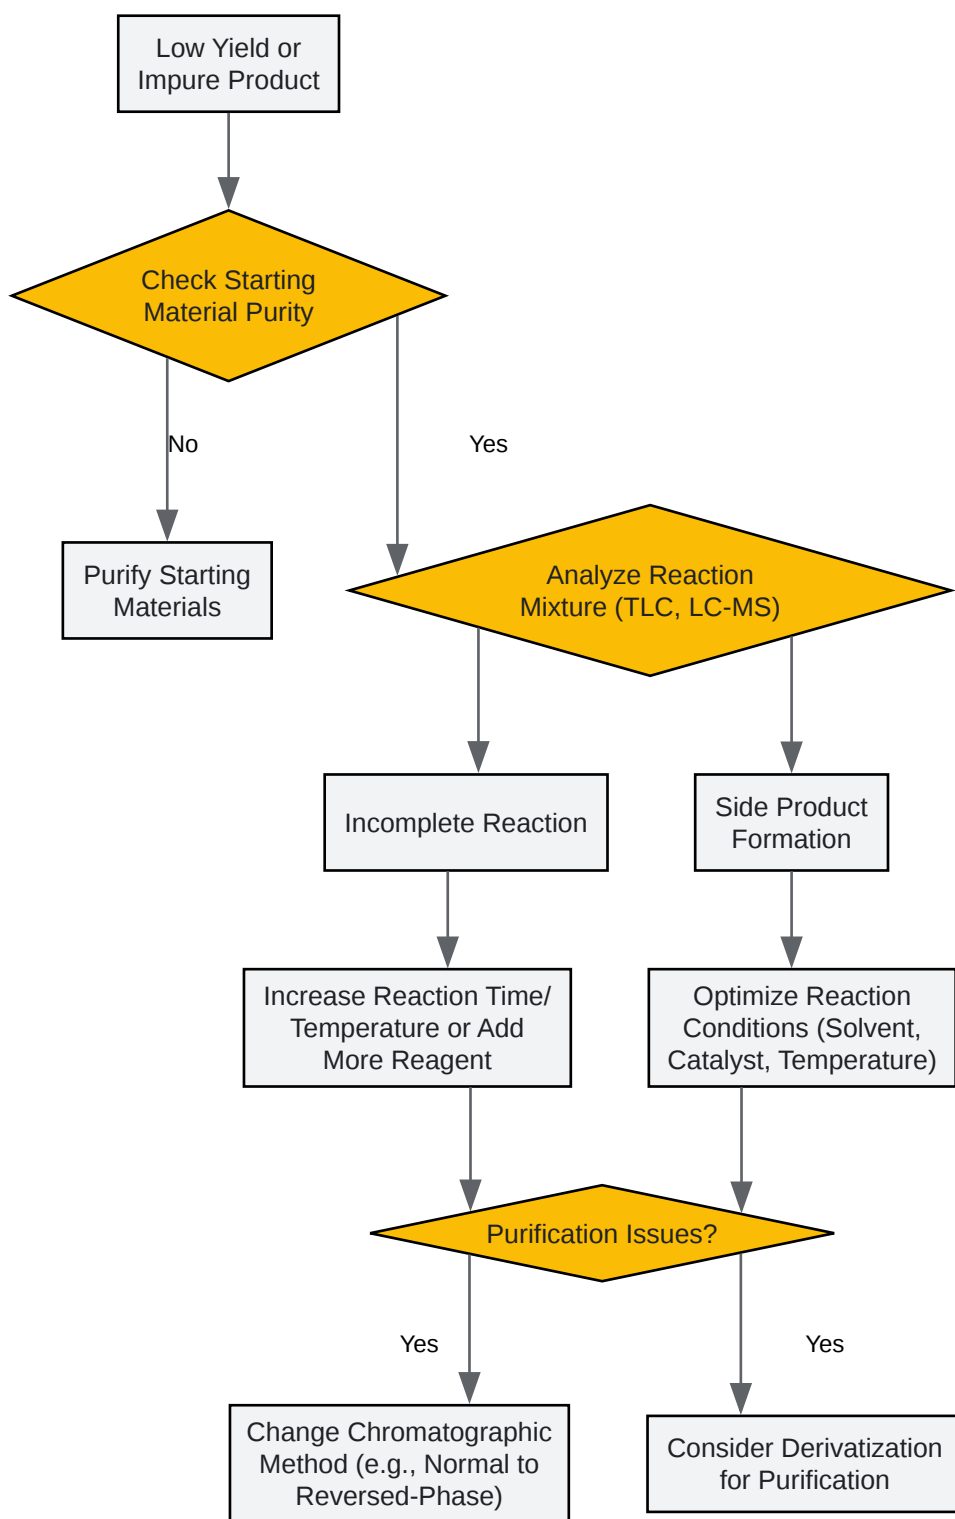 Low Yield or
Impure Product
Check Starting
Material Purity
No
Yes
Purify Starting
Materials
Analyze Reaction
Mixture (TLC, LC-MS)
Incomplete Reaction
Side Product
Formation
Increase Reaction Time/
Temperature or Add
More Reagent
Optimize Reaction
Conditions (Solvent,
Catalyst, Temperature)
Purification Issues?
Yes
Yes
Change Chromatographic
Method (e.g., Normal to
Reversed-Phase)
Consider Derivatization
for Purification